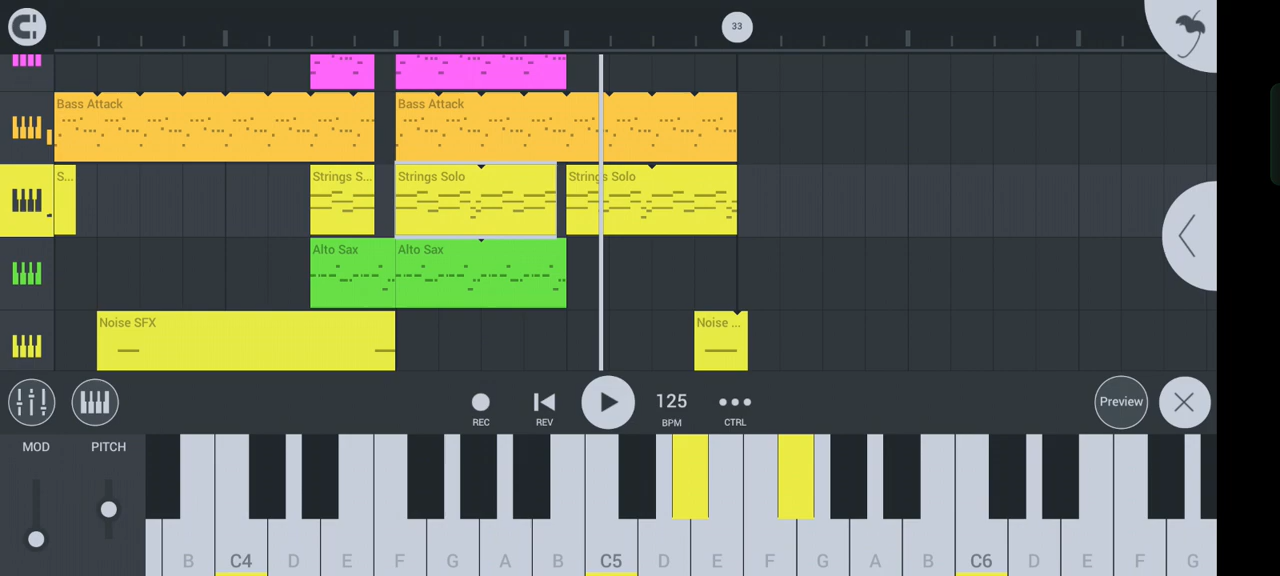 33
Bass Attack
Bass Attack
S...
Strings S...
Strings Solo
Strings Solo
Alto Sax
Alto Sax
Noise SFX
Noise ...
REC
REV
125
BPM
CTRL
Preview
MOD
PITCH
B C4 D E F G A B C5 D E F G A B C6 D E F G